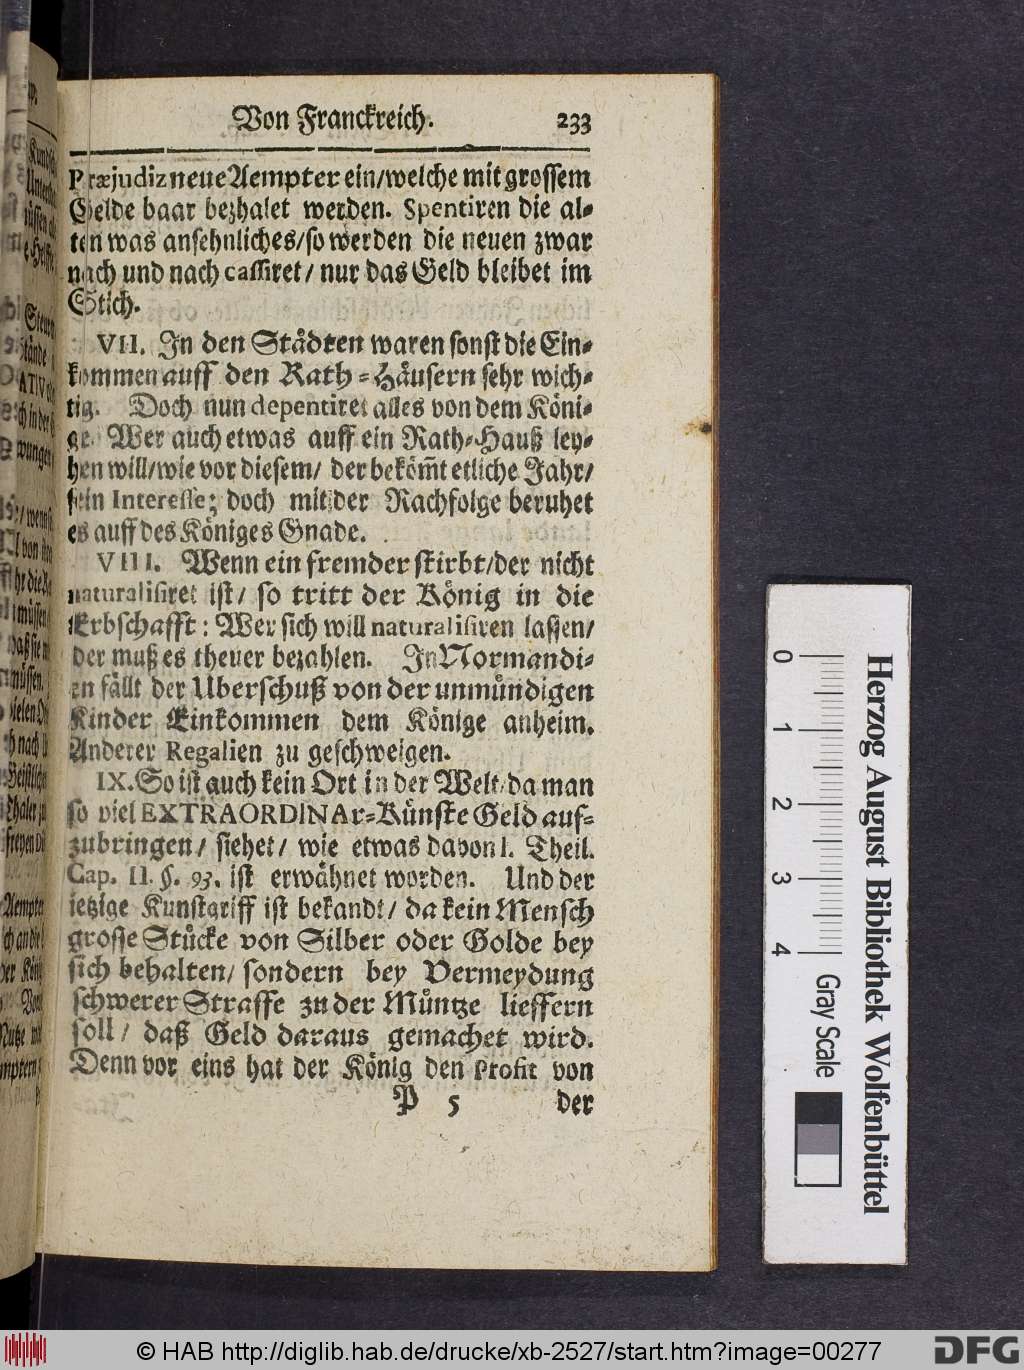 Von Franckreich. 233
Præjudiz neue Aempter ein/welche mit grossem
Gelde baar bezhalet werden. Spentiren die al-
ten was ansehnliches/so werden die neuen zwar
nach und nach cassiret/ nur das Geld bleibet im
Stich.
VII. In den Städten waren sonst die Ein-
kommen auff den Rath-Häusern sehr wich-
tig. Doch nun depentiret alles von dem Köni-
ge. Wer auch etwas auff ein Rath-Hauß ley-
hen will/wie vor diesem/ der beköm̃t etliche Jahr/
sein Interesse; doch mit der Nachfolge beruhet
es auff des Königes Gnade.
VIII. Wenn ein fremder stirbt/der nicht
naturalisiret ist/ so tritt der König in die
Erbschafft: Wer sich will naturalisiren lassen/
der muß es theuer bezahlen. In Normandi-
en fällt der Uberschuß von der unmündigen
Kinder Einkommen dem Könige anheim.
Anderer Regalien zu geschweigen.
IX. So ist auch kein Ort in der Welt/da man
so viel EXTRAORDINAr-Künste Geld auf-
zubringen/ siehet/ wie etwas davon I. Theil.
Cap. II. §. 93. ist erwähnet worden. Und der
ietzige Kunstgriff ist bekandt/ da kein Mensch
grosse Stücke von Silber oder Golde bey
sich behalten/ sondern bey Vermeydung
schwerer Straffe zu der Müntze lieffern
soll/ daß Geld daraus gemachet wird.
Denn vor eins hat der König den Profit von
P 5 der
0 1 2 3 4 Gray Scale
Herzog August Bibliothek Wolfenbüttel
© HAB http://diglib.hab.de/drucke/xb-2527/start.htm?image=00277
DFG